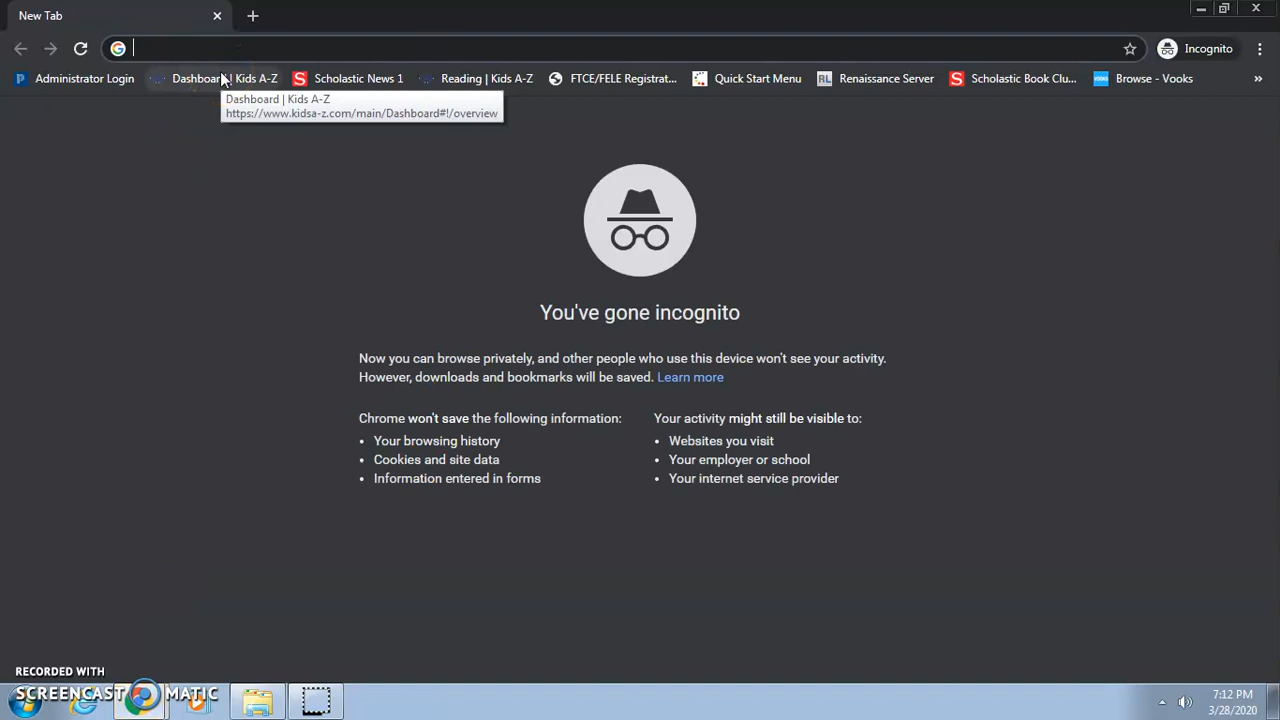 New Tab
Incognito
Administrator Login
Dashboard | Kids A-Z
Scholastic News 1
Reading | Kids A-Z
FTCE/FELE Registrat...
Quick Start Menu
RL Renaissance Server
Scholastic Book Clu...
Browse - Vooks
»
Dashboard | Kids A-Z
https://www.kidsa-z.com/main/Dashboard#!/overview
You've gone incognito
Now you can browse privately, and other people who use this device won't see your activity.
However, downloads and bookmarks will be saved. Learn more
Chrome won't save the following information:
• Your browsing history
• Cookies and site data
• Information entered in forms
Your activity might still be visible to:
• Websites you visit
• Your employer or school
• Your internet service provider
RECORDED WITH
SCREENCAST MATIC
7:12 PM
3/28/2020